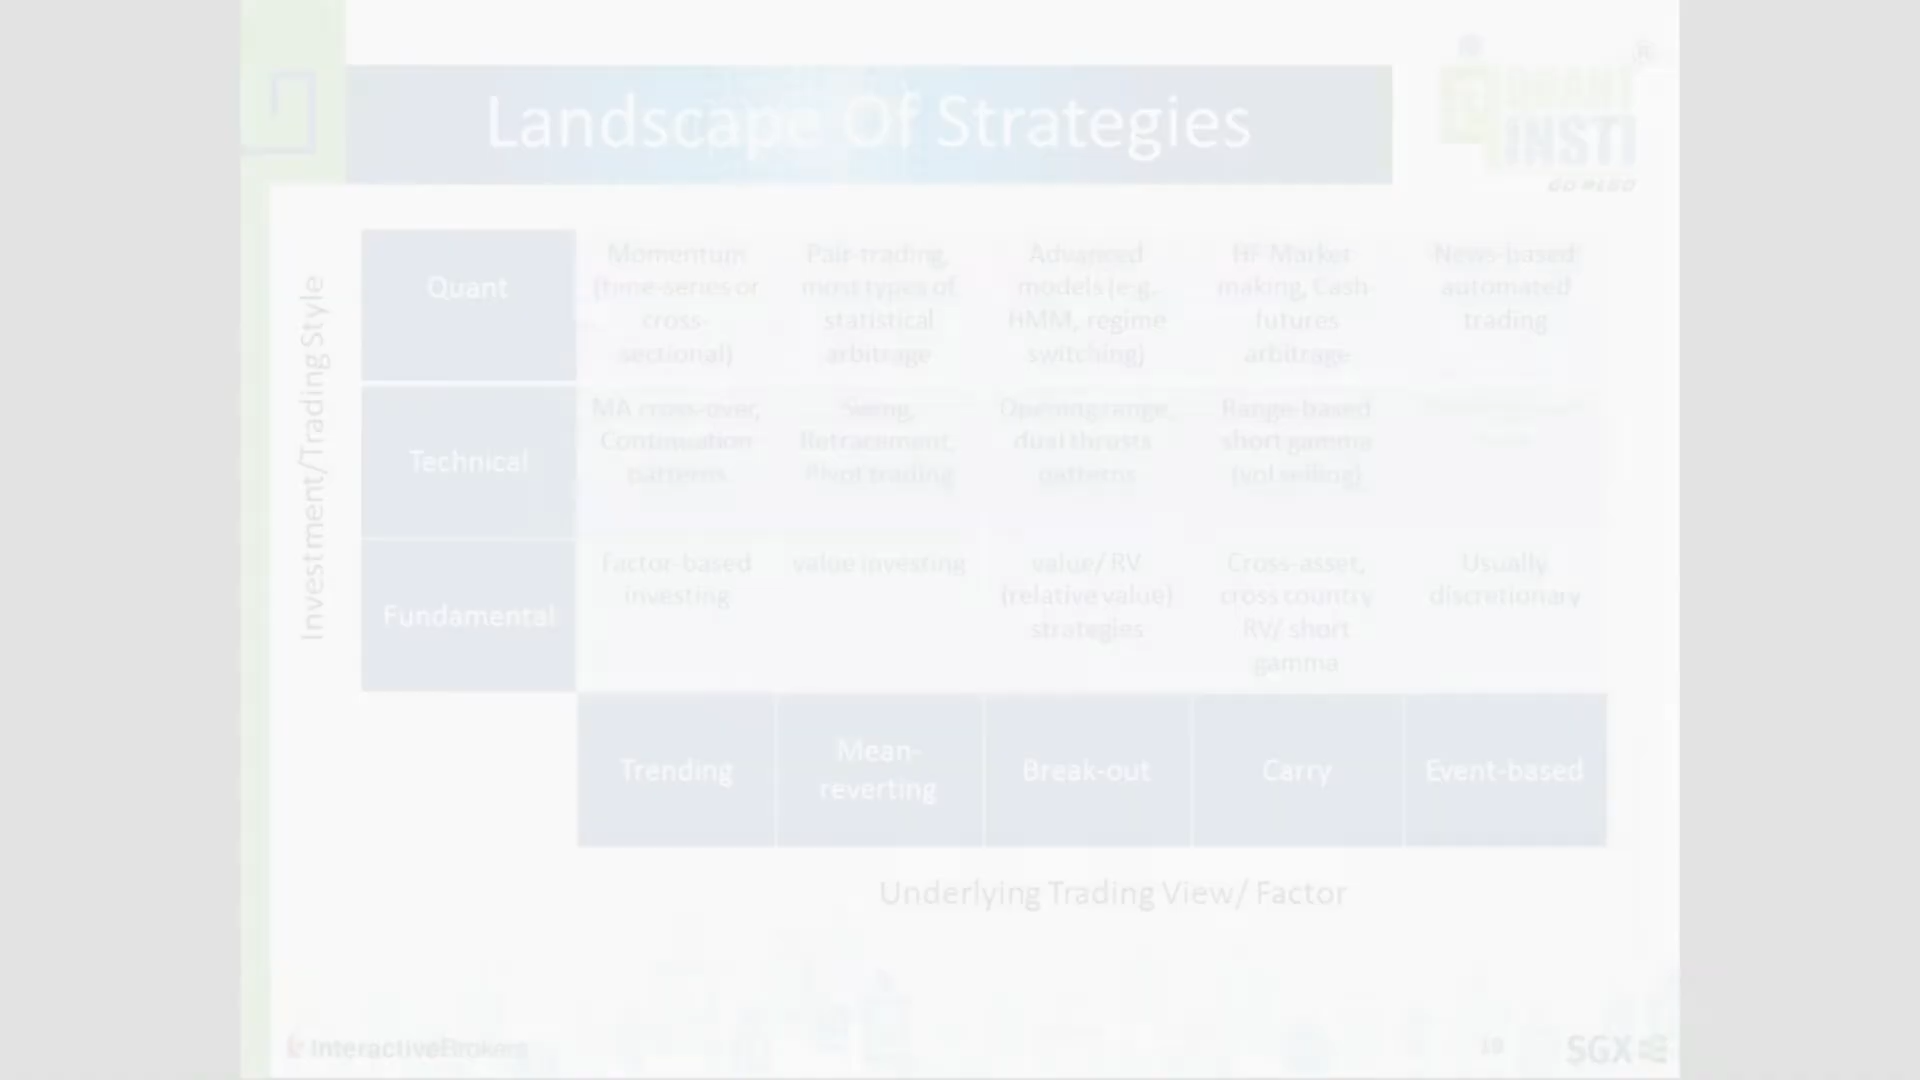 Landscape Of Strategies
QUANT
INSTI
®
Investment/Trading Style
Quant
Momentum
(time-series or
cross-
sectional)
Pair-trading,
most types of
statistical
arbitrage
Advanced
models (e.g.
HMM, regime
switching)
HF Market
making, Cash
futures
arbitrage
News-based
automated
trading
Technical
MA cross-over,
Continuation
patterns
Swing,
Retracement,
Pivot trading
Opening range,
dual thrusts
patterns
Range-based
short gamma
(vol selling)
Fundamental
Factor-based
investing
value investing
value/ RV
(relative value)
strategies
Cross-asset,
cross country
RV/ short
gamma
Usually
discretionary
Trending
Mean-
reverting
Break-out
Carry
Event-based
Underlying Trading View/ Factor
InteractiveBrokers
SGX